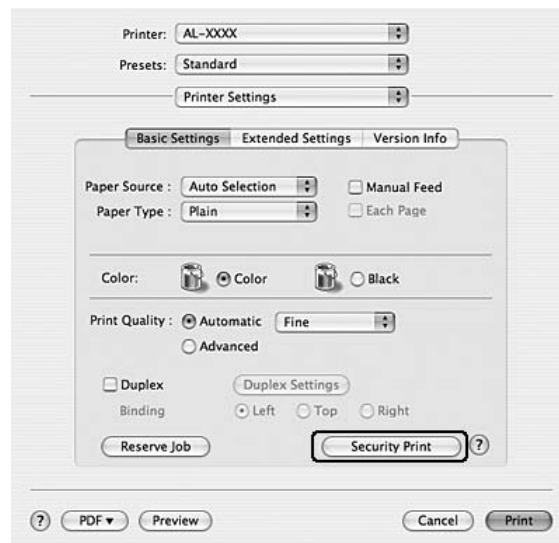 Printer: AL-XXXX
Presets: Standard
Printer Settings
Basic Settings Extended Settings Version Info
Paper Source : Auto Selection Manual Feed
Paper Type : Plain Each Page
Color: Color Black
Print Quality : Automatic Fine
Advanced
Duplex Duplex Settings
Binding Left Top Right
Reserve Job Security Print ?
? PDF Preview Cancel Print